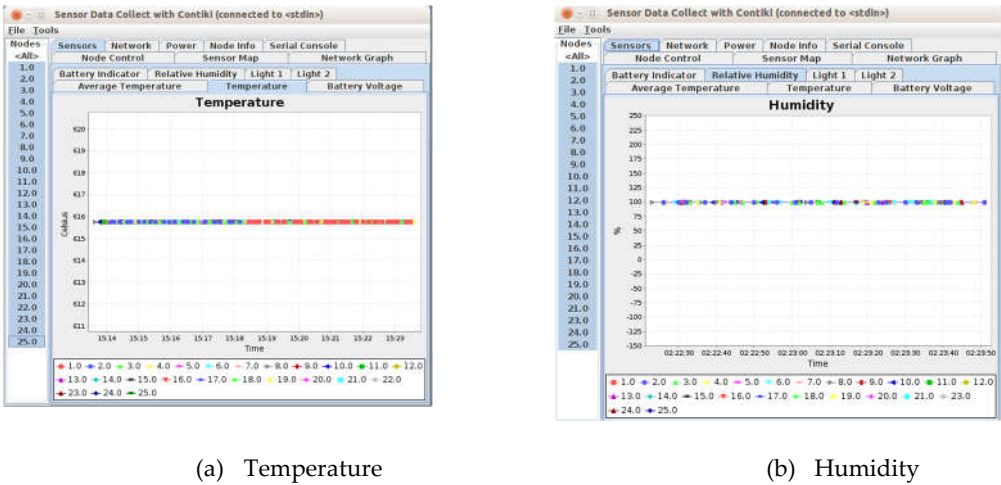 Sensor Data Collect with Contiki (connected to <stdin>)
File Tools
Nodes
<All>
1.0
2.0
3.0
4.0
5.0
6.0
7.0
8.0
9.0
10.0
11.0
12.0
13.0
14.0
15.0
16.0
17.0
18.0
19.0
20.0
21.0
22.0
23.0
24.0
25.0
Sensors Network Power Node Info Serial Console
Node Control Sensor Map Network Graph
Battery Indicator Relative Humidity Light 1 Light 2
Average Temperature Temperature Battery Voltage
Temperature
Celsius
620
619
618
617
616
615
614
613
612
611
15:14 15:15 15:16 15:17 15:18 15:19 15:20 15:21 15:22 15:29
Time
1.0 2.0 3.0 4.0 5.0 6.0 7.0 8.0 9.0 10.0 11.0 12.0
13.0 14.0 15.0 16.0 17.0 18.0 19.0 20.0 21.0 22.0
23.0 24.0 25.0
(a) Temperature
Sensor Data Collect with Contiki (connected to <stdin>)
File Tools
Nodes
<All>
1.0
2.0
3.0
4.0
5.0
6.0
7.0
8.0
9.0
10.0
11.0
12.0
13.0
14.0
15.0
16.0
17.0
18.0
19.0
20.0
21.0
23.0
24.0
25.0
Sensors Network Power Node Info Serial Console
Node Control Sensor Map Network Graph
Battery Indicator Relative Humidity Light 1 Light 2
Average Temperature Temperature Battery Voltage
Humidity
%
250
225
200
175
150
125
100
75
50
25
0
-25
-50
-75
-100
-125
-150
02:22:30 02:22:40 02:22:50 02:23:00 02:23:10 02:23:20 02:23:30 02:23:40 02:23:50
Time
1.0 2.0 3.0 4.0 5.0 6.0 7.0 8.0 9.0 10.0 11.0 12.0
13.0 14.0 15.0 16.0 17.0 18.0 19.0 20.0 21.0 23.0
24.0 25.0
(b) Humidity